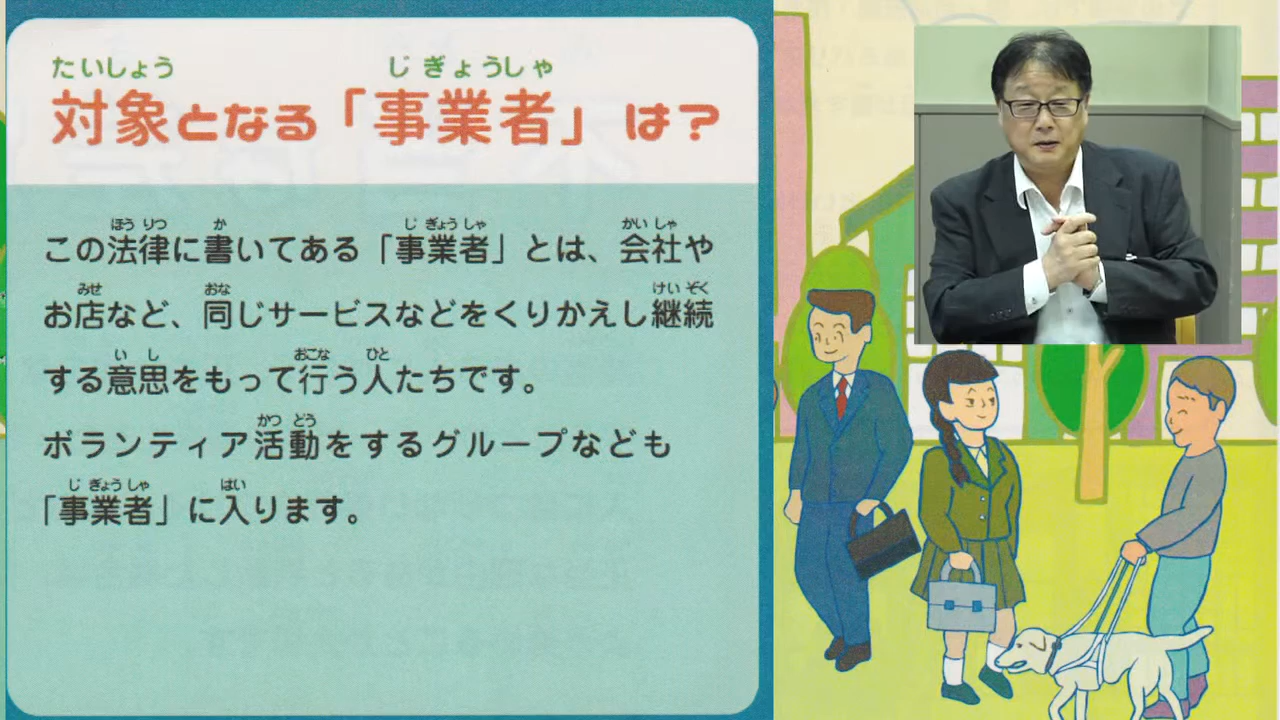 たいしょう じぎょうしゃ
対象となる「事業者」は？
ほう りつ か じ ぎょう しゃ かい しゃ
この法律に書いてある「事業者」とは、会社や
みせ おな けい ぞく
お店など、同じサービスなどをくりかえし継続
い し おこな ひと
する意思をもって行う人たちです。
かつ どう
ボランティア活動をするグループなども
じ ぎょう しゃ はい
「事業者」に入ります。